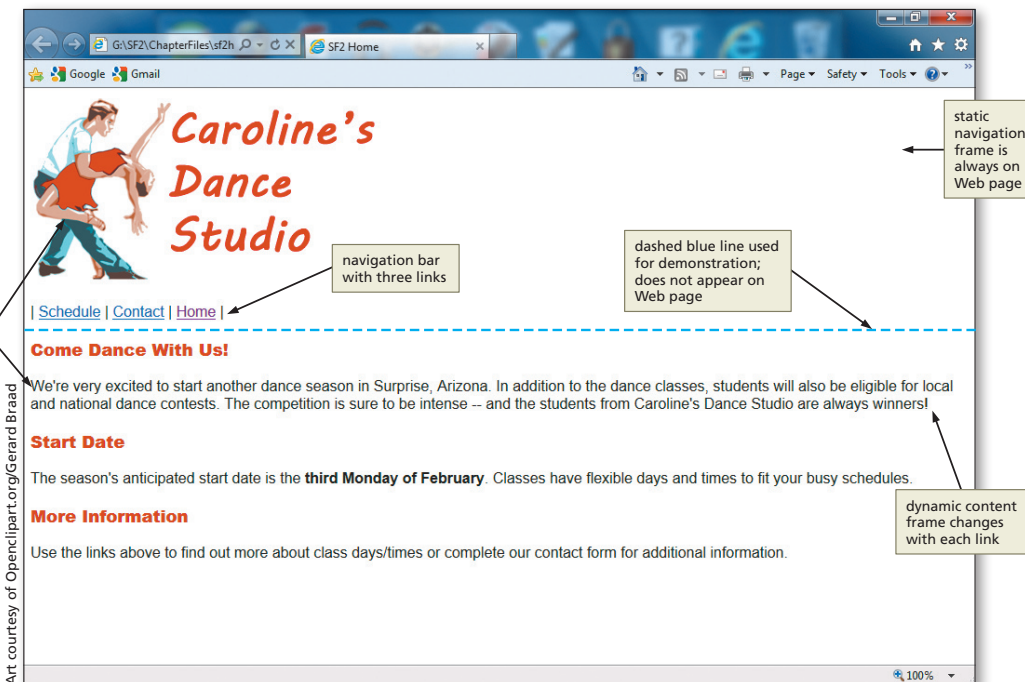 G:\SF2\ChapterFiles\sf2h
SF2 Home
Google Gmail
Page Safety Tools
Caroline's
Dance
Studio
static
navigation
frame is
always on
Web page
navigation bar
with three links
dashed blue line used
for demonstration;
does not appear on
Web page
| Schedule | Contact | Home |
Come Dance With Us!
We're very excited to start another dance season in Surprise, Arizona. In addition to the dance classes, students will also be eligible for local
and national dance contests. The competition is sure to be intense -- and the students from Caroline's Dance Studio are always winners!
Start Date
The season's anticipated start date is the third Monday of February. Classes have flexible days and times to fit your busy schedules.
More Information
Use the links above to find out more about class days/times or complete our contact form for additional information.
dynamic content
frame changes
with each link
100%
Art courtesy of Openclipart.org/Gerard Braad